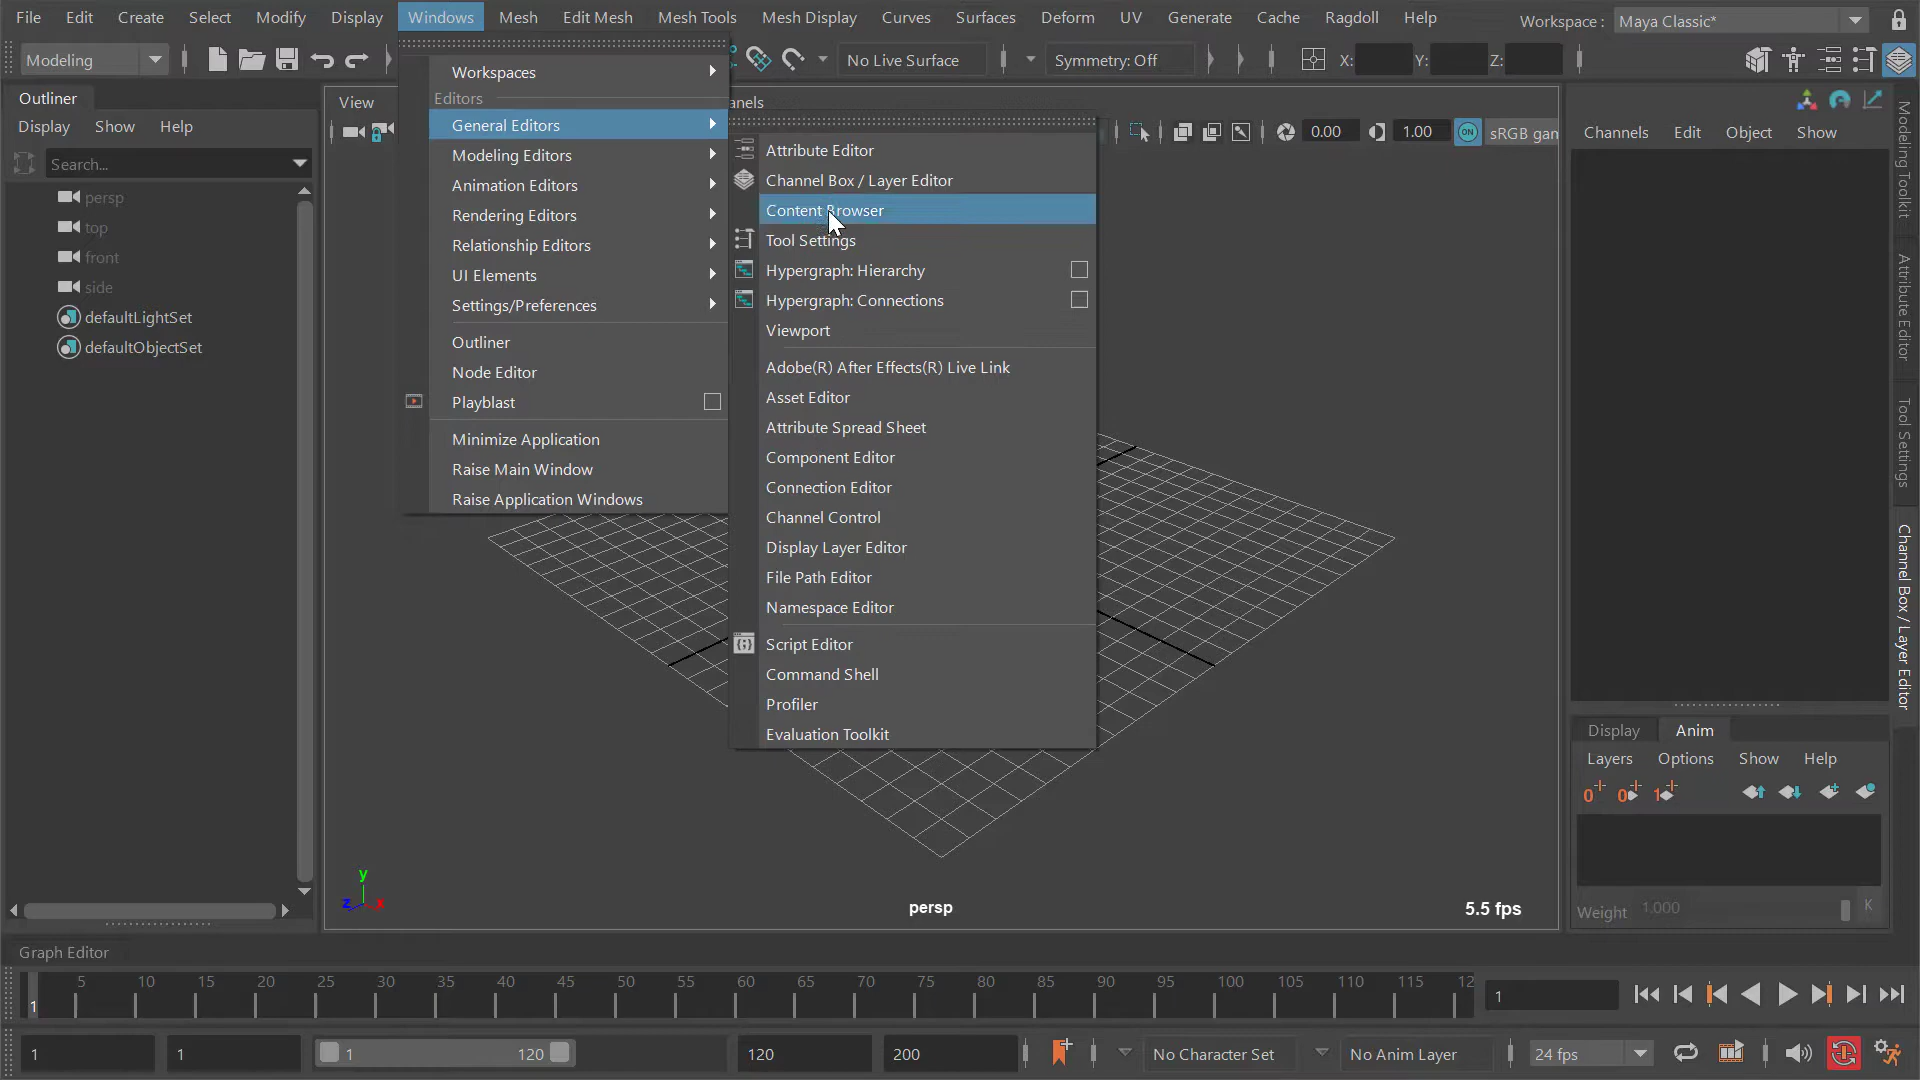 File Edit Create Select Modify Display Windows Mesh Edit Mesh Mesh Tools Mesh Display Curves Surfaces Deform UV Generate Cache Ragdoll Help Workspace : Maya Classic*
Modeling No Live Surface Symmetry: Off X: Y: Z:
Outliner
Display Show Help
Search...
persp
top
front
side
defaultLightSet
defaultObjectSet
View anels
0.00 1.00 ON sRGB gan
Workspaces
Editors
General Editors
Modeling Editors
Animation Editors
Rendering Editors
Relationship Editors
UI Elements
Settings/Preferences
Outliner
Node Editor
Playblast
Minimize Application
Raise Main Window
Raise Application Windows
Attribute Editor
Channel Box / Layer Editor
Content Browser
Tool Settings
Hypergraph: Hierarchy
Hypergraph: Connections
Viewport
Adobe(R) After Effects(R) Live Link
Asset Editor
Attribute Spread Sheet
Component Editor
Connection Editor
Channel Control
Display Layer Editor
File Path Editor
Namespace Editor
Script Editor
Command Shell
Profiler
Evaluation Toolkit
y
z x
persp
5.5 fps
Channels Edit Object Show
Display Anim
Layers Options Show Help
0 0 1
Weight 1.000 K
Modeling Toolkit
Attribute Editor
Tool Settings
Channel Box / Layer Editor
Graph Editor
5 10 15 20 25 30 35 40 45 50 55 60 65 70 75 80 85 90 95 100 105 110 115 12
1 1
1 1 1 120 120 200 No Character Set No Anim Layer 24 fps